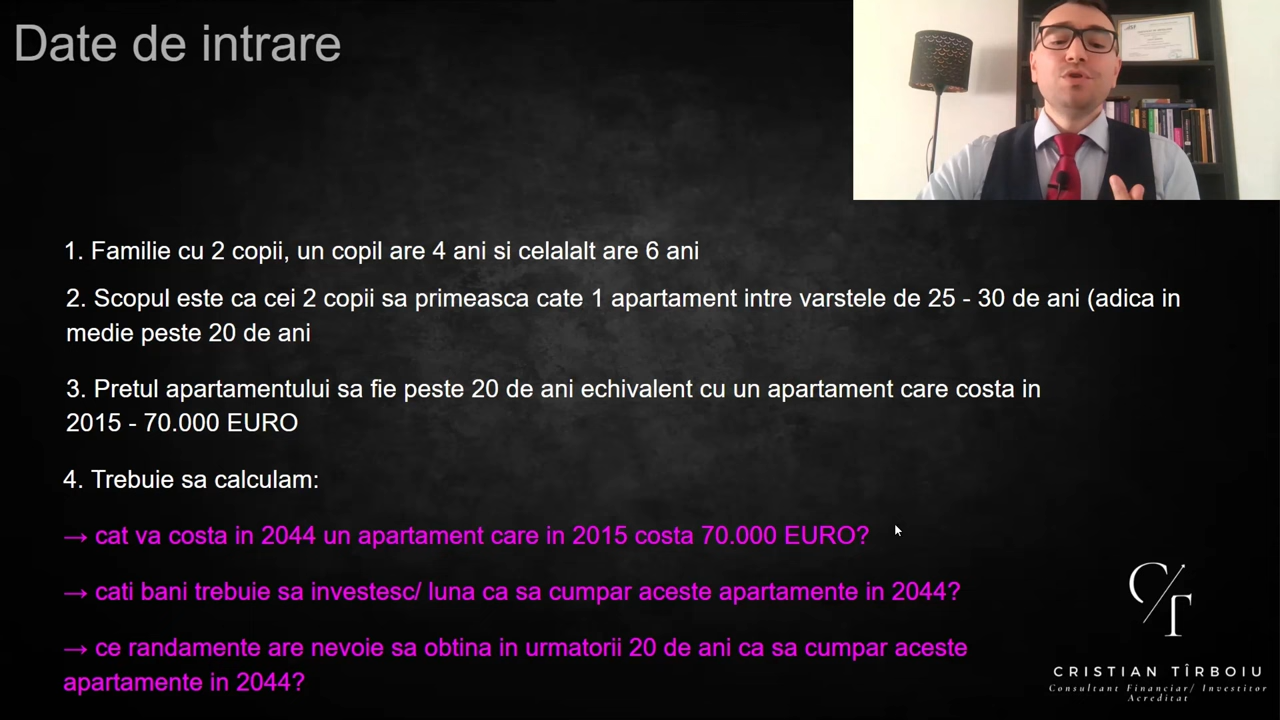 Date de intrare
1. Familie cu 2 copii, un copil are 4 ani si celalalt are 6 ani
2. Scopul este ca cei 2 copii sa primeasca cate 1 apartament intre varstele de 25 - 30 de ani (adica in
medie peste 20 de ani
3. Pretul apartamentului sa fie peste 20 de ani echivalent cu un apartament care costa in
2015 - 70.000 EURO
4. Trebuie sa calculam:
→ cat va costa in 2044 un apartament care in 2015 costa 70.000 EURO?
→ cati bani trebuie sa investesc/ luna ca sa cumpar aceste apartamente in 2044?
→ ce randamente are nevoie sa obtina in urmatorii 20 de ani ca sa cumpar aceste
apartamente in 2044?
CT
CRISTIAN TÎRBOIU
Consultant Financiar/ Investitor
Acreditat